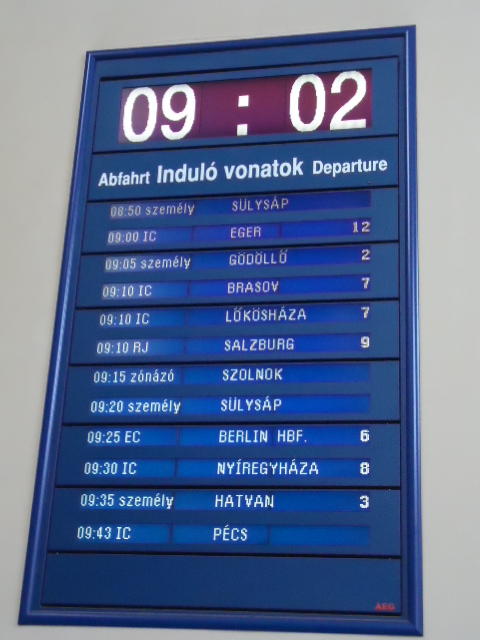 09 : 02
Abfahrt Induló vonatok Departure
08:50 személy SÜLYSÁP
09:00 IC EGER 12
09:05 személy GÖDÖLLŐ 2
09:10 IC BRASOV 7
09:10 IC LŐKÖSHÁZA 7
09:10 RJ SALZBURG 9
09:15 zónázó SZOLNOK
09:20 személy SÜLYSÁP
09:25 EC BERLIN HBF. 6
09:30 IC NYÍREGYHÁZA 8
09:35 személy HATVAN 3
09:43 IC PÉCS
AEG